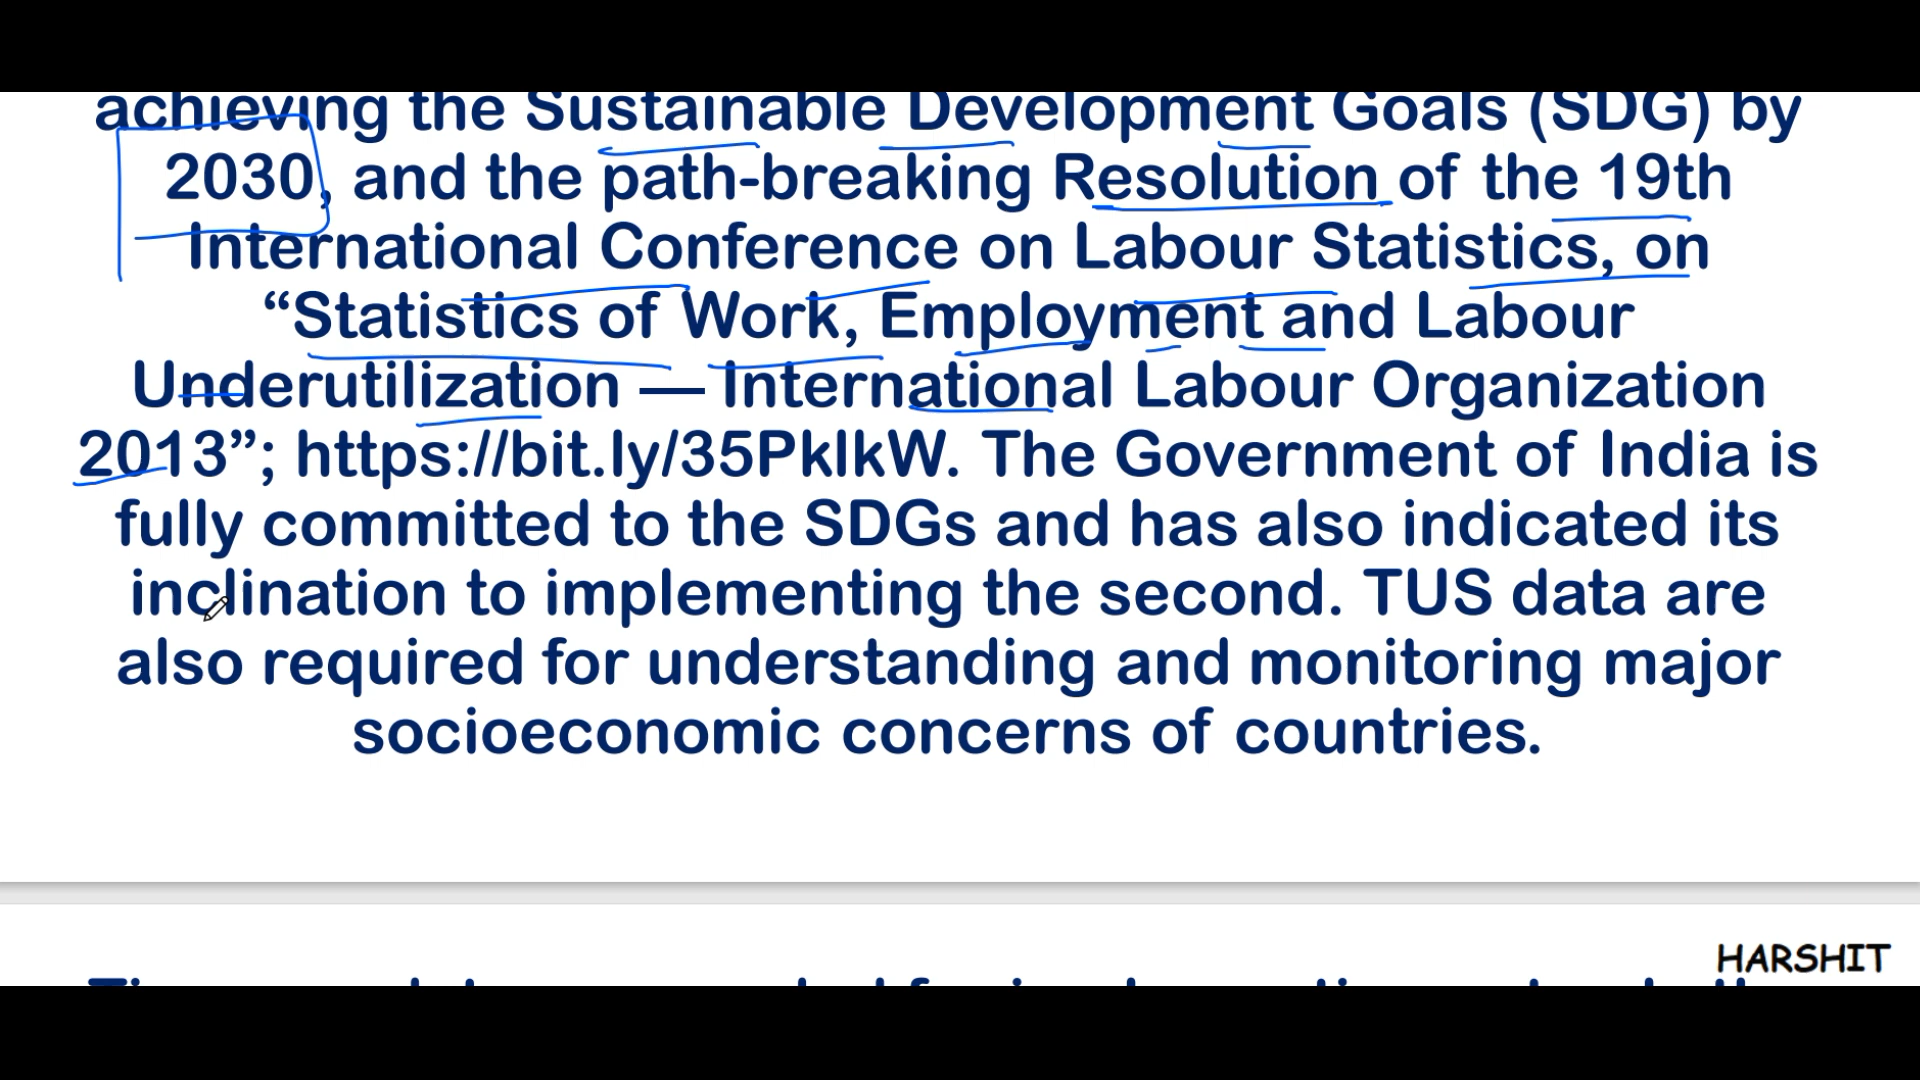 achieving the Sustainable Development Goals (SDG) by
2030, and the path-breaking Resolution of the 19th
International Conference on Labour Statistics, on
“Statistics of Work, Employment and Labour
Underutilization — International Labour Organization
2013”; https://bit.ly/35PklkW. The Government of India is
fully committed to the SDGs and has also indicated its
inclination to implementing the second. TUS data are
also required for understanding and monitoring major
socioeconomic concerns of countries.
HARSHIT